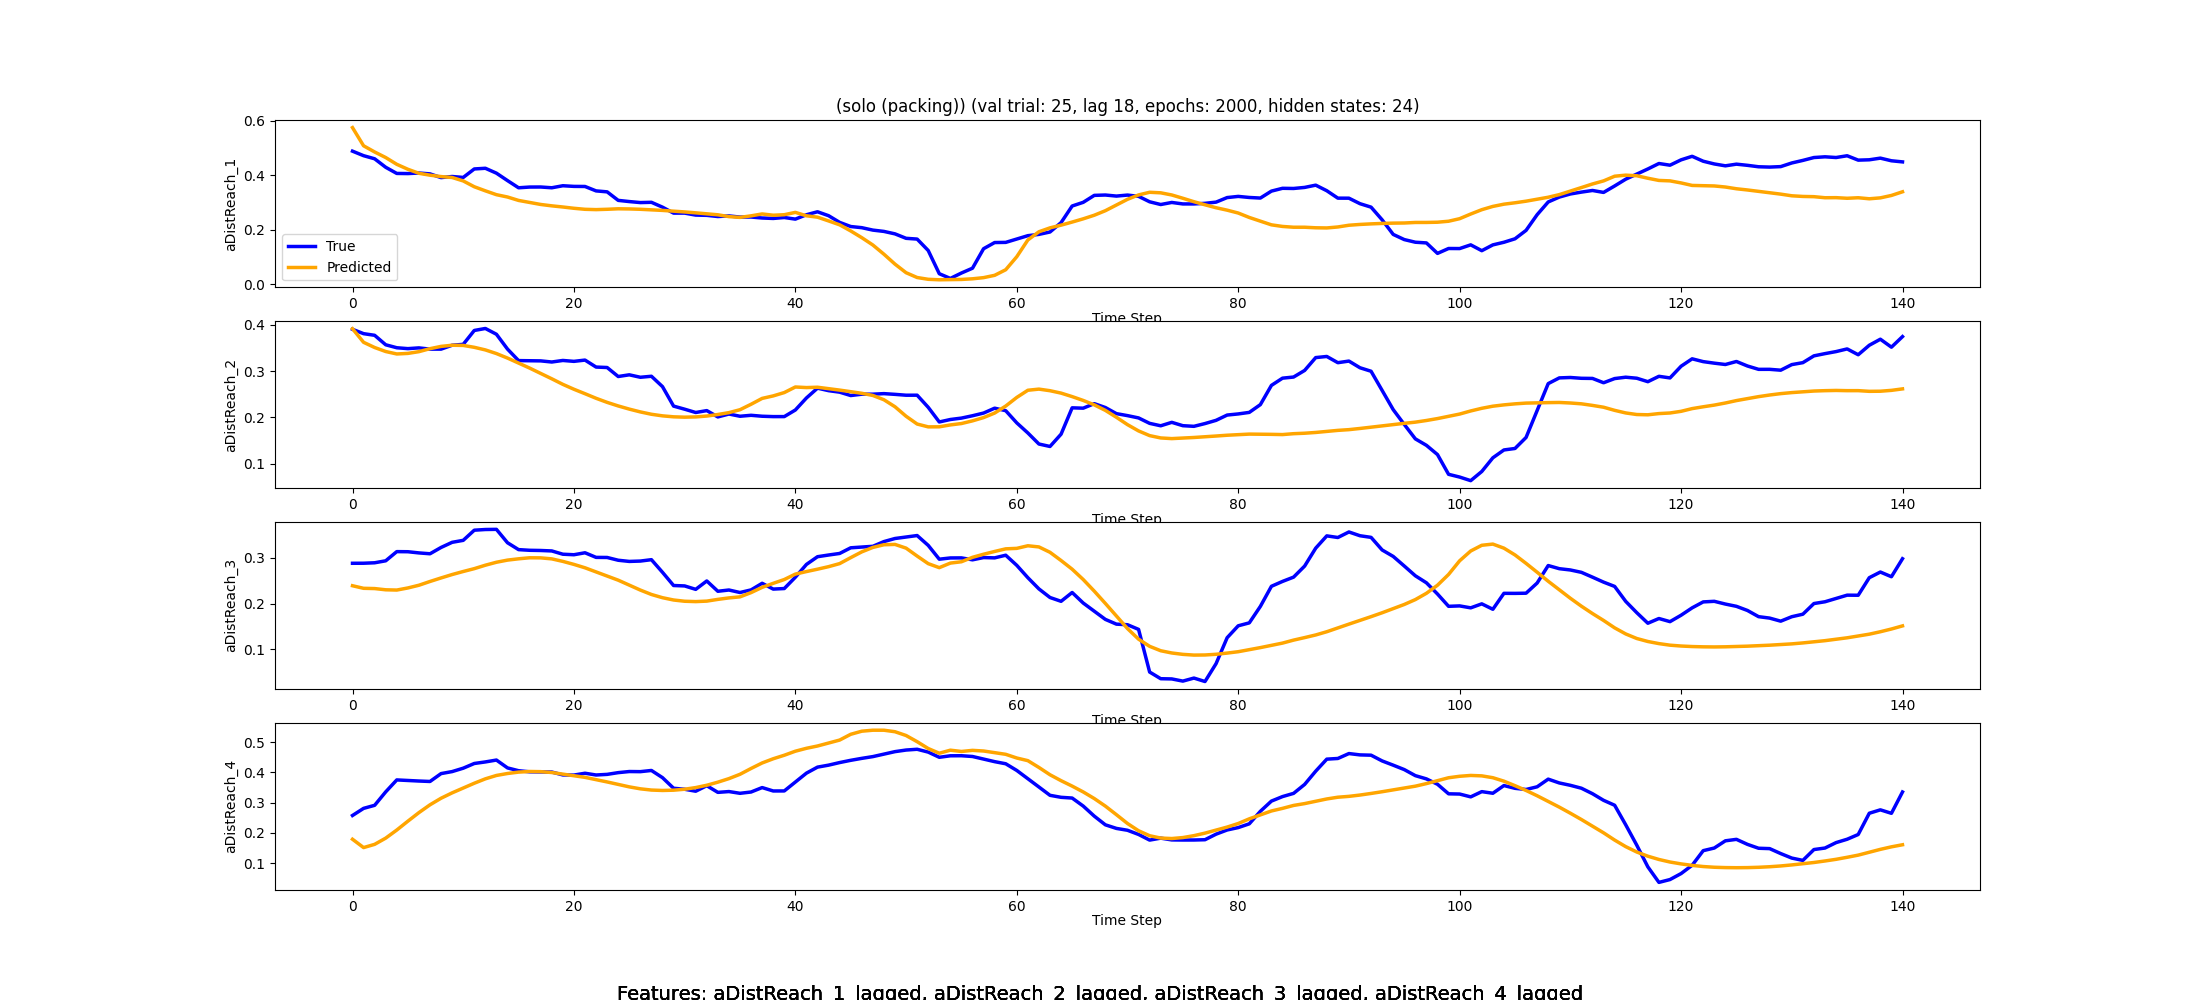 (solo (packing)) (val trial: 25, lag 18, epochs: 2000, hidden states: 24)
aDistReach_1
0.6
0.4
0.2
0.0
True
Predicted
0 20 40 60 80 100 120 140
Time Step
aDistReach_2
0.4
0.3
0.2
0.1
0 20 40 60 80 100 120 140
Time Step
aDistReach_3
0.3
0.2
0.1
0 20 40 60 80 100 120 140
Time Step
aDistReach_4
0.5
0.4
0.3
0.2
0.1
0 20 40 60 80 100 120 140
Time Step
Features: aDistReach_1_lagged, aDistReach_2_lagged, aDistReach_3_lagged, aDistReach_4_lagged